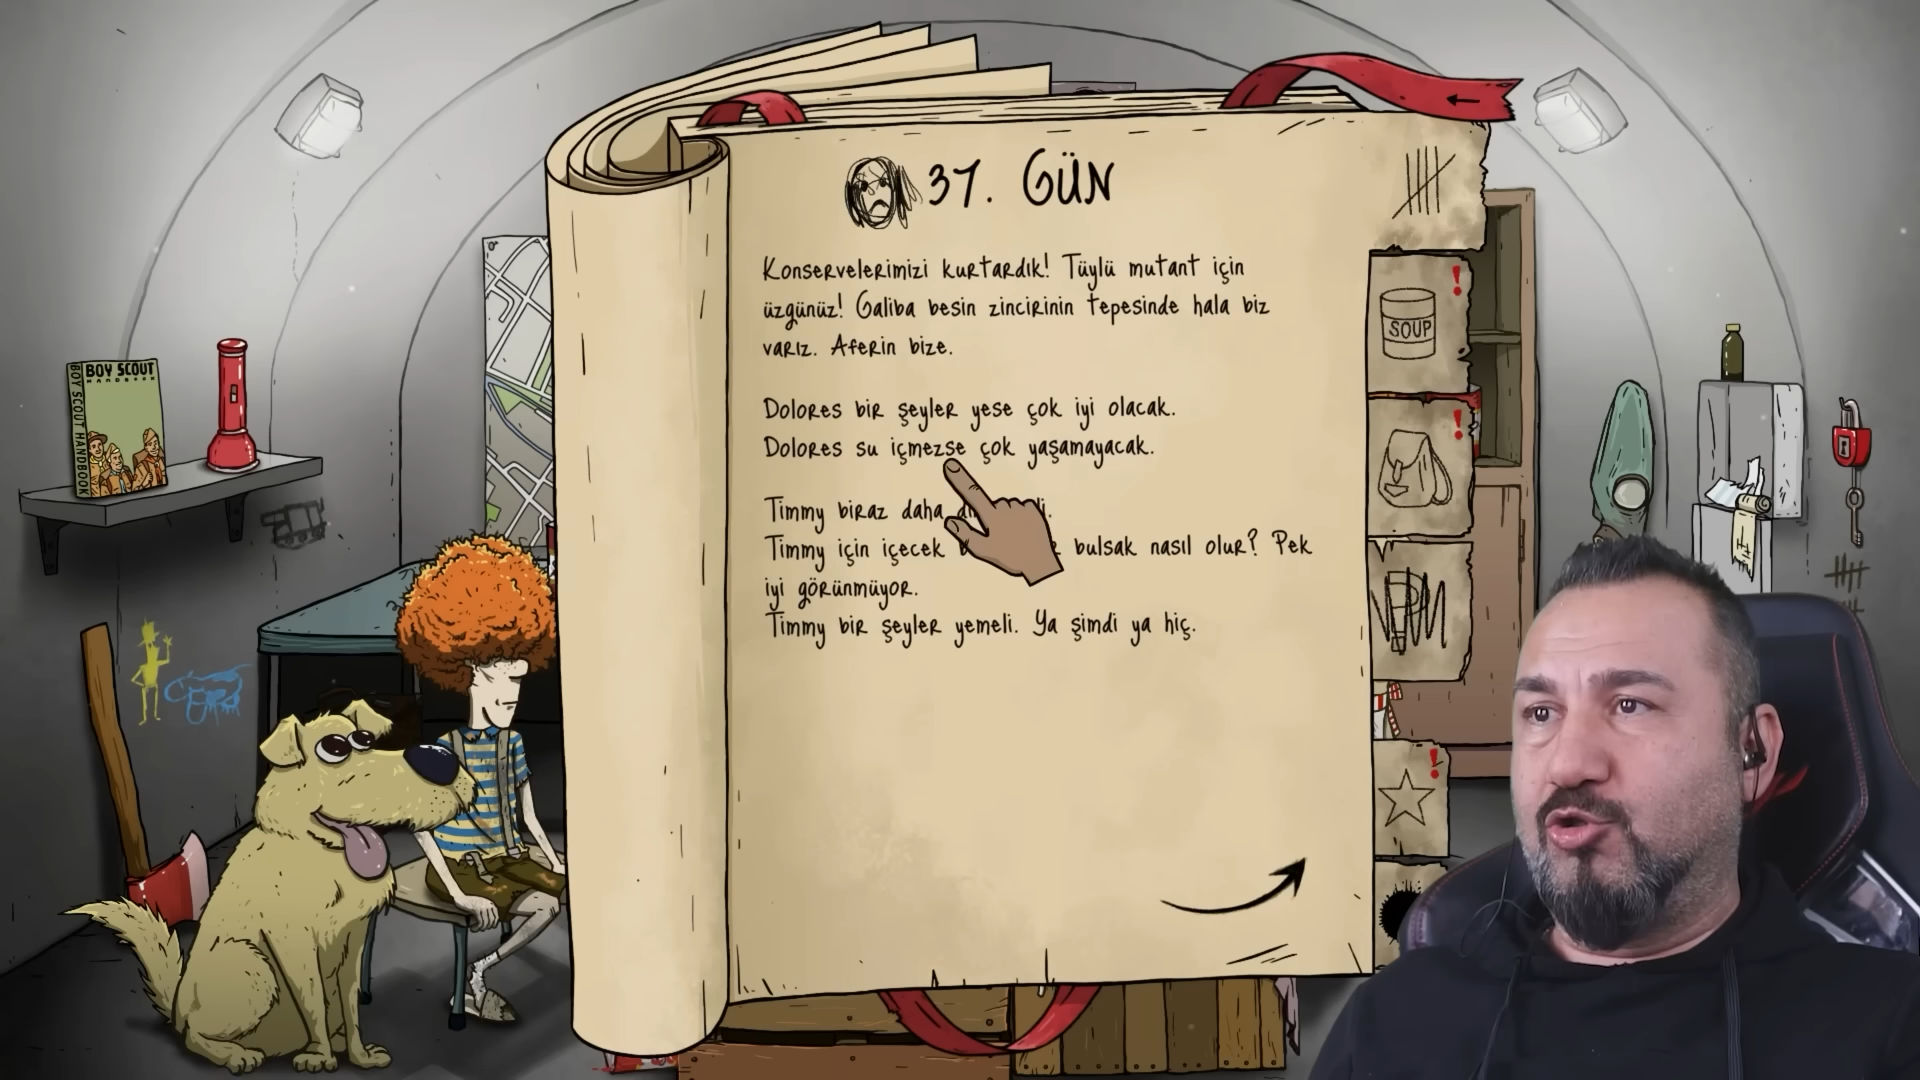 37. GÜN
Konservelerimizi kurtardık! Tüylü mutant için
üzgünüz! Galiba besin zincirinin tepesinde hala biz
varız. Aferin bize.
Dolores bir şeyler yese çok iyi olacak.
Dolores su içmezse çok yaşamayacak.
Timmy biraz daha
Timmy için içecek bulsak nasıl olur? Pek
iyi görünmüyor.
Timmy bir şeyler yemeli. Ya şimdi ya hiç.
SOUP
BOY SCOUT
HANDBOOK
BOY SCOUT HANDBOOK